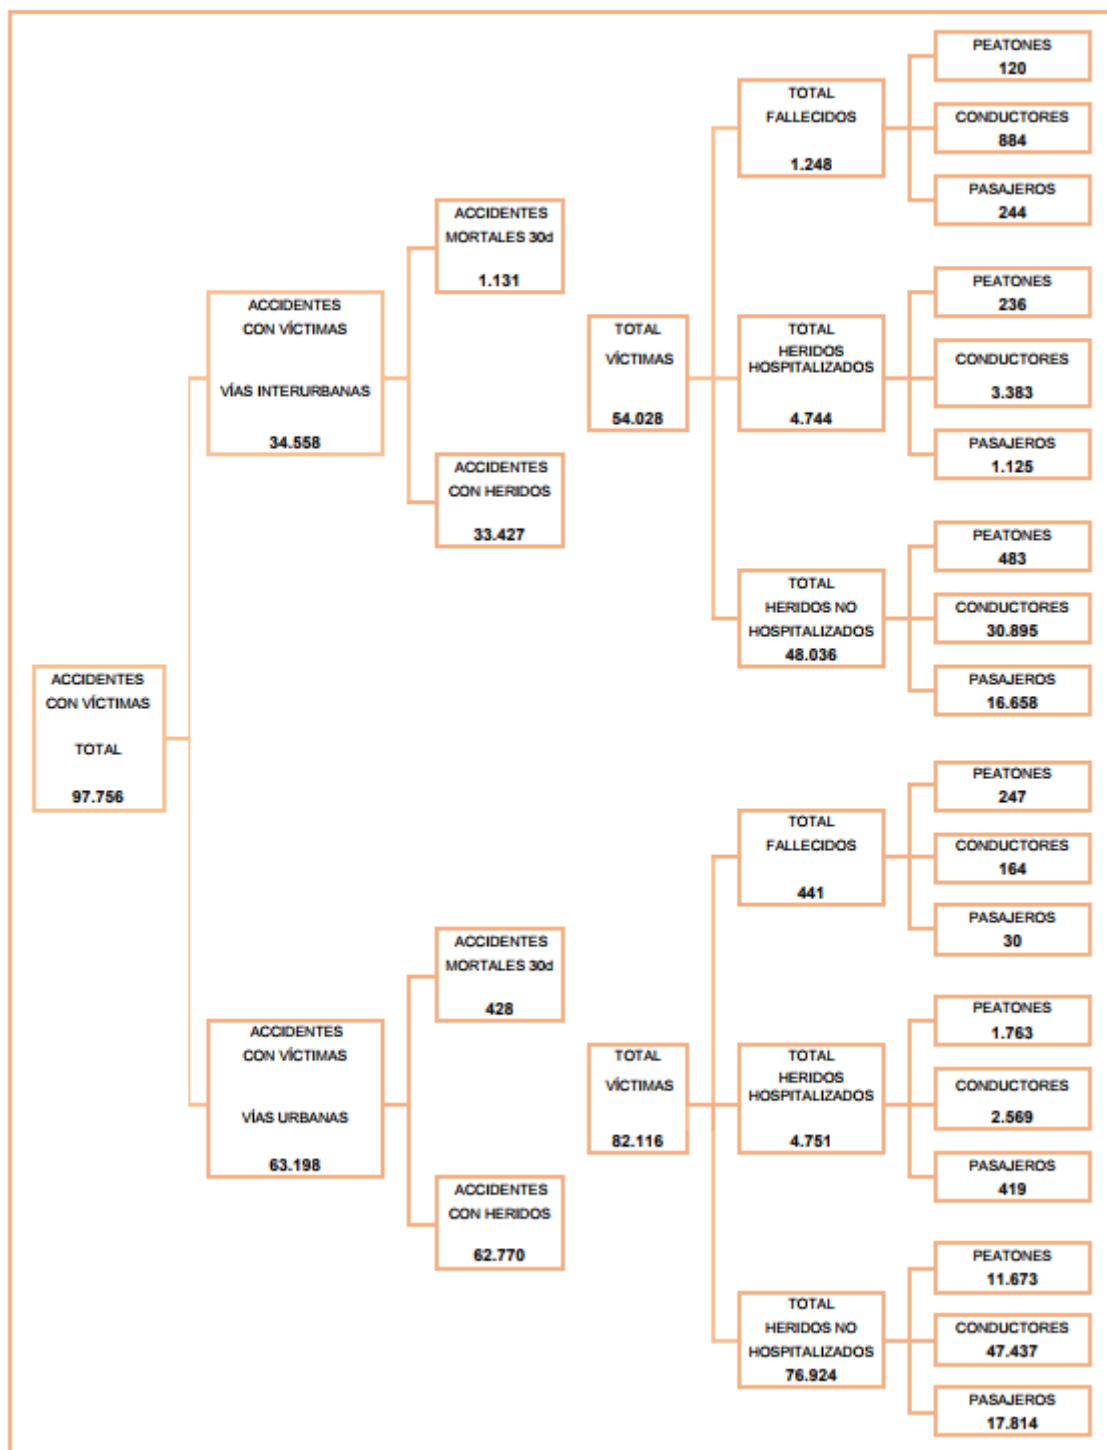 ACCIDENTES
CON VÍCTIMAS
TOTAL
97.756
ACCIDENTES
CON VÍCTIMAS
VÍAS INTERURBANAS
34.558
ACCIDENTES
MORTALES 30d
1.131
ACCIDENTES
CON HERIDOS
33.427
TOTAL
VÍCTIMAS
54.028
TOTAL
FALLECIDOS
1.248
PEATONES
120
CONDUCTORES
884
PASAJEROS
244
TOTAL
HERIDOS
HOSPITALIZADOS
4.744
PEATONES
236
CONDUCTORES
3.383
PASAJEROS
1.125
TOTAL
HERIDOS NO
HOSPITALIZADOS
48.036
PEATONES
483
CONDUCTORES
30.895
PASAJEROS
16.658
ACCIDENTES
CON VÍCTIMAS
VÍAS URBANAS
63.198
ACCIDENTES
MORTALES 30d
428
ACCIDENTES
CON HERIDOS
62.770
TOTAL
VÍCTIMAS
82.116
TOTAL
FALLECIDOS
441
PEATONES
247
CONDUCTORES
164
PASAJEROS
30
TOTAL
HERIDOS
HOSPITALIZADOS
4.751
PEATONES
1.763
CONDUCTORES
2.569
PASAJEROS
419
TOTAL
HERIDOS NO
HOSPITALIZADOS
76.924
PEATONES
11.673
CONDUCTORES
47.437
PASAJEROS
17.814